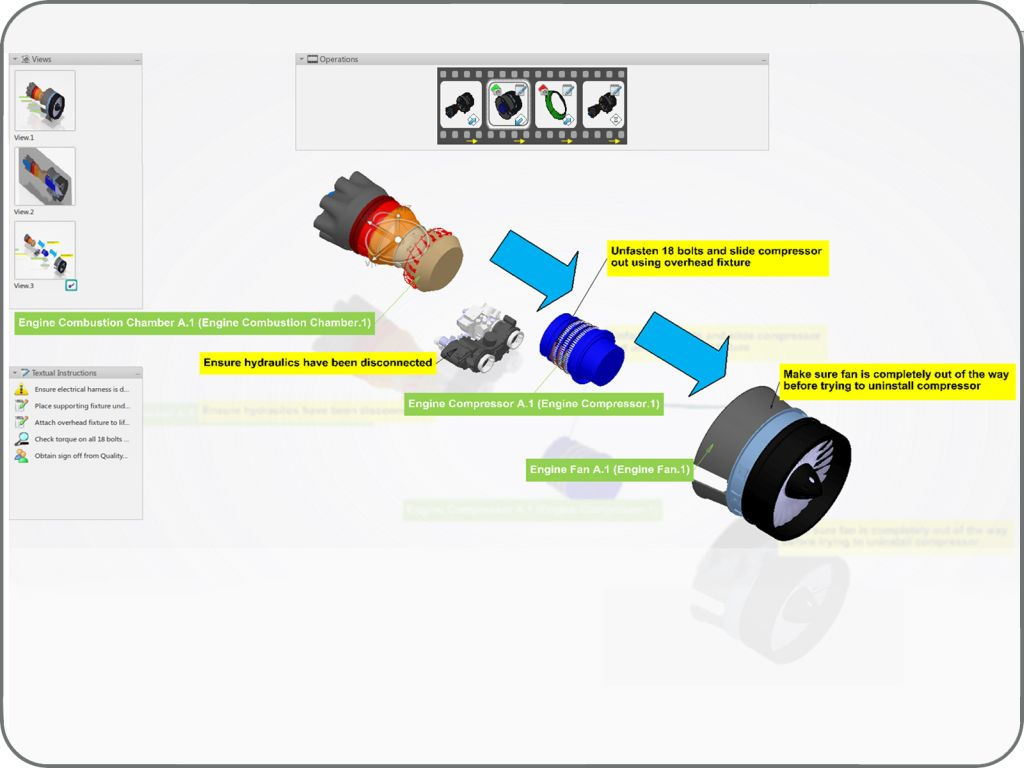 Views
Operations
View.1
View.2
View.3
Unfasten 18 bolts and slide compressor
out using overhead fixture
Engine Combustion Chamber A.1 (Engine Combustion Chamber.1)
Ensure hydraulics have been disconnected
Make sure fan is completely out of the way
before trying to uninstall compressor
Engine Compressor A.1 (Engine Compressor.1)
Engine Fan A.1 (Engine Fan.1)
Textual Instructions
Ensure electrical harness is d...
Place supporting fixture und...
Attach overhead fixture to lif...
Check torque on all 18 bolts ...
Obtain sign off from Quality...